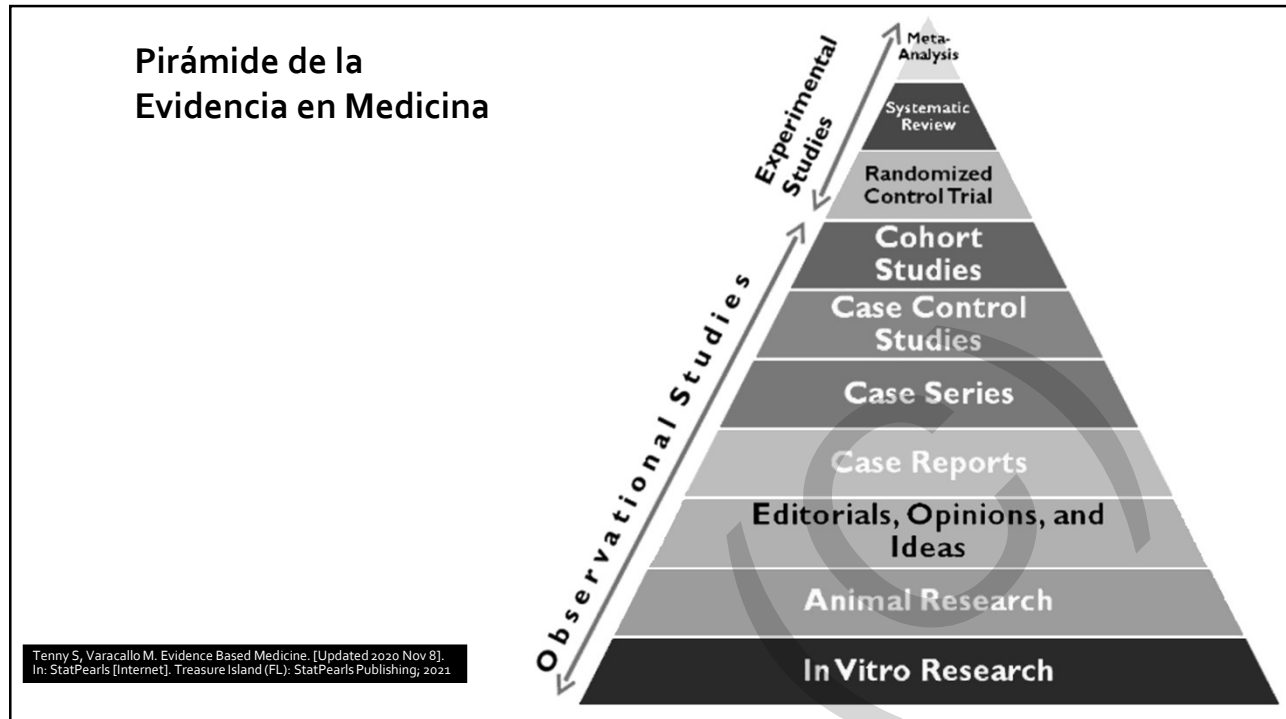 Pirámide de la
Evidencia en Medicina
Experimental
Studies
Observational Studies
Meta-
Analysis
Systematic
Review
Randomized
Control Trial
Cohort
Studies
Case Control
Studies
Case Series
Case Reports
Editorials, Opinions, and
Ideas
Animal Research
In Vitro Research
Tenny S, Varacallo M. Evidence Based Medicine. [Updated 2020 Nov 8].
In: StatPearls [Internet]. Treasure Island (FL): StatPearls Publishing; 2021